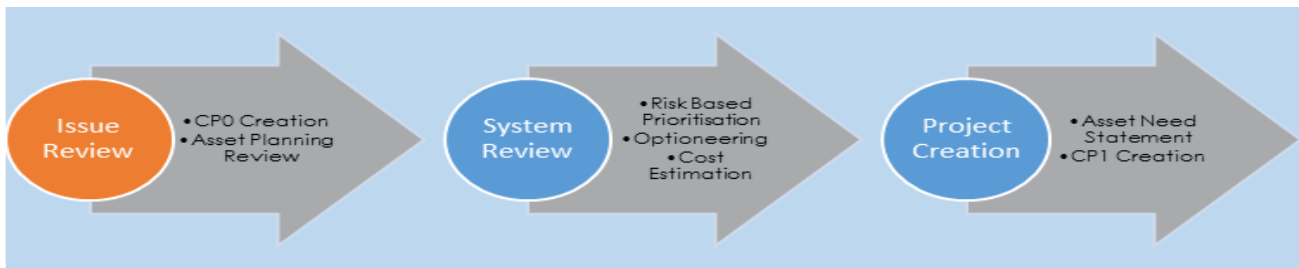 Issue
Review
•CP0 Creation
•Asset Planning
Review
System
Review
•Risk Based
Prioritisation
•Optioneering
•Cost
Estimation
Project
Creation
•Asset Need
Statement
•CP1 Creation